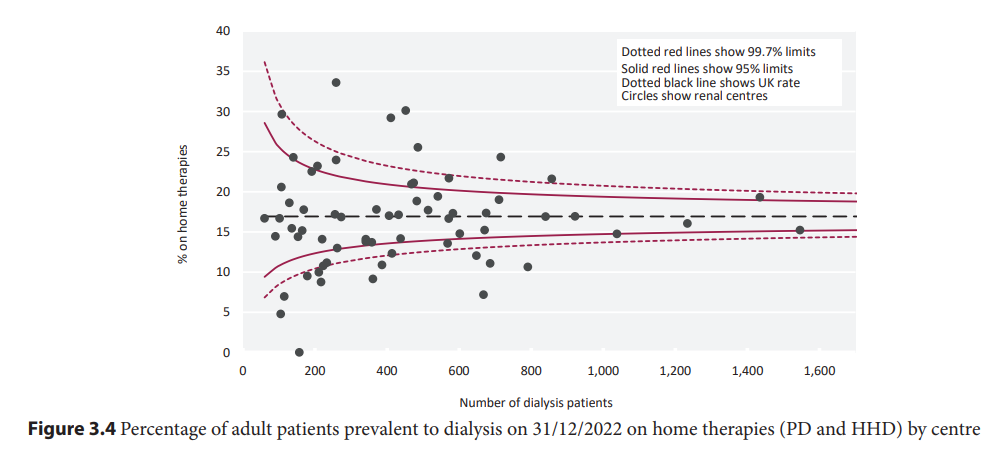 40
35
30
25
20
15
10
5
0
% on home therapies
Dotted red lines show 99.7% limits
Solid red lines show 95% limits
Dotted black line shows UK rate
Circles show renal centres
0 200 400 600 800 1,000 1,200 1,400 1,600
Number of dialysis patients
Figure 3.4 Percentage of adult patients prevalent to dialysis on 31/12/2022 on home therapies (PD and HHD) by centre